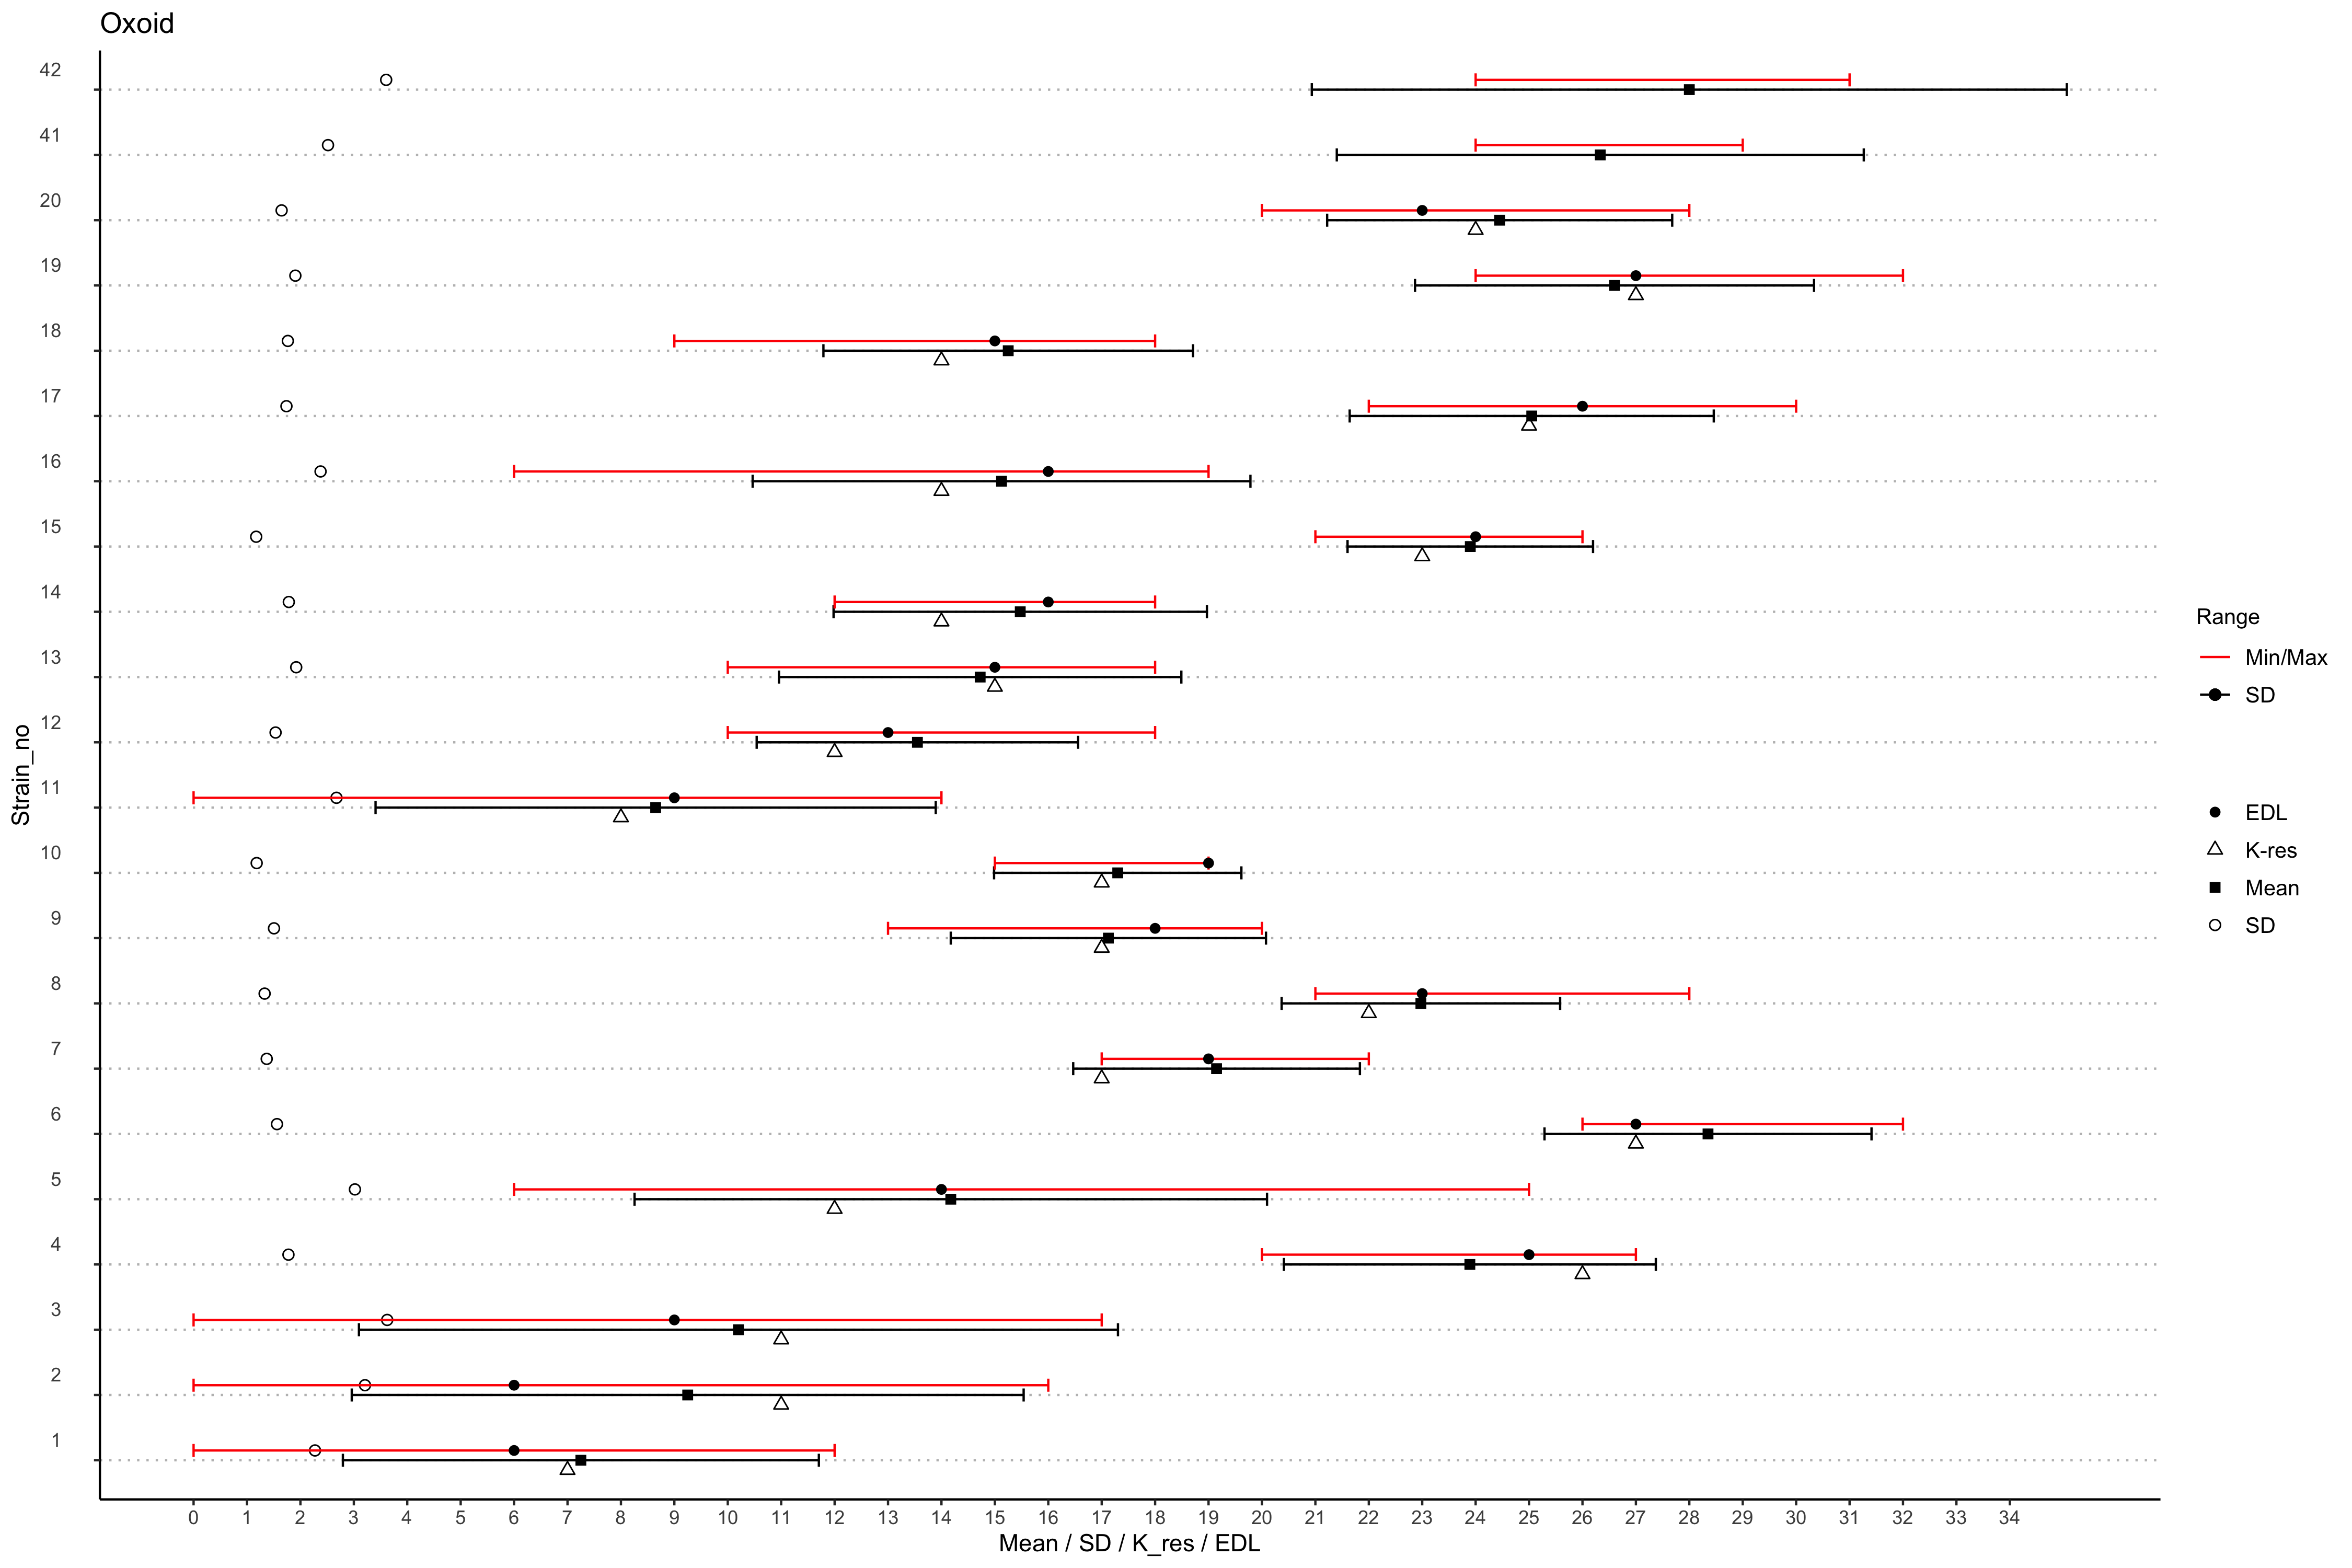 Oxoid
42
41
20
19
18
17
16
15
14
13
12
11
10
9
8
7
6
5
4
3
2
1
Strain_no
0 1 2 3 4 5 6 7 8 9 10 11 12 13 14 15 16 17 18 19 20 21 22 23 24 25 26 27 28 29 30 31 32 33 34
Mean / SD / K_res / EDL
Range
Min/Max
SD
EDL
K-res
Mean
SD